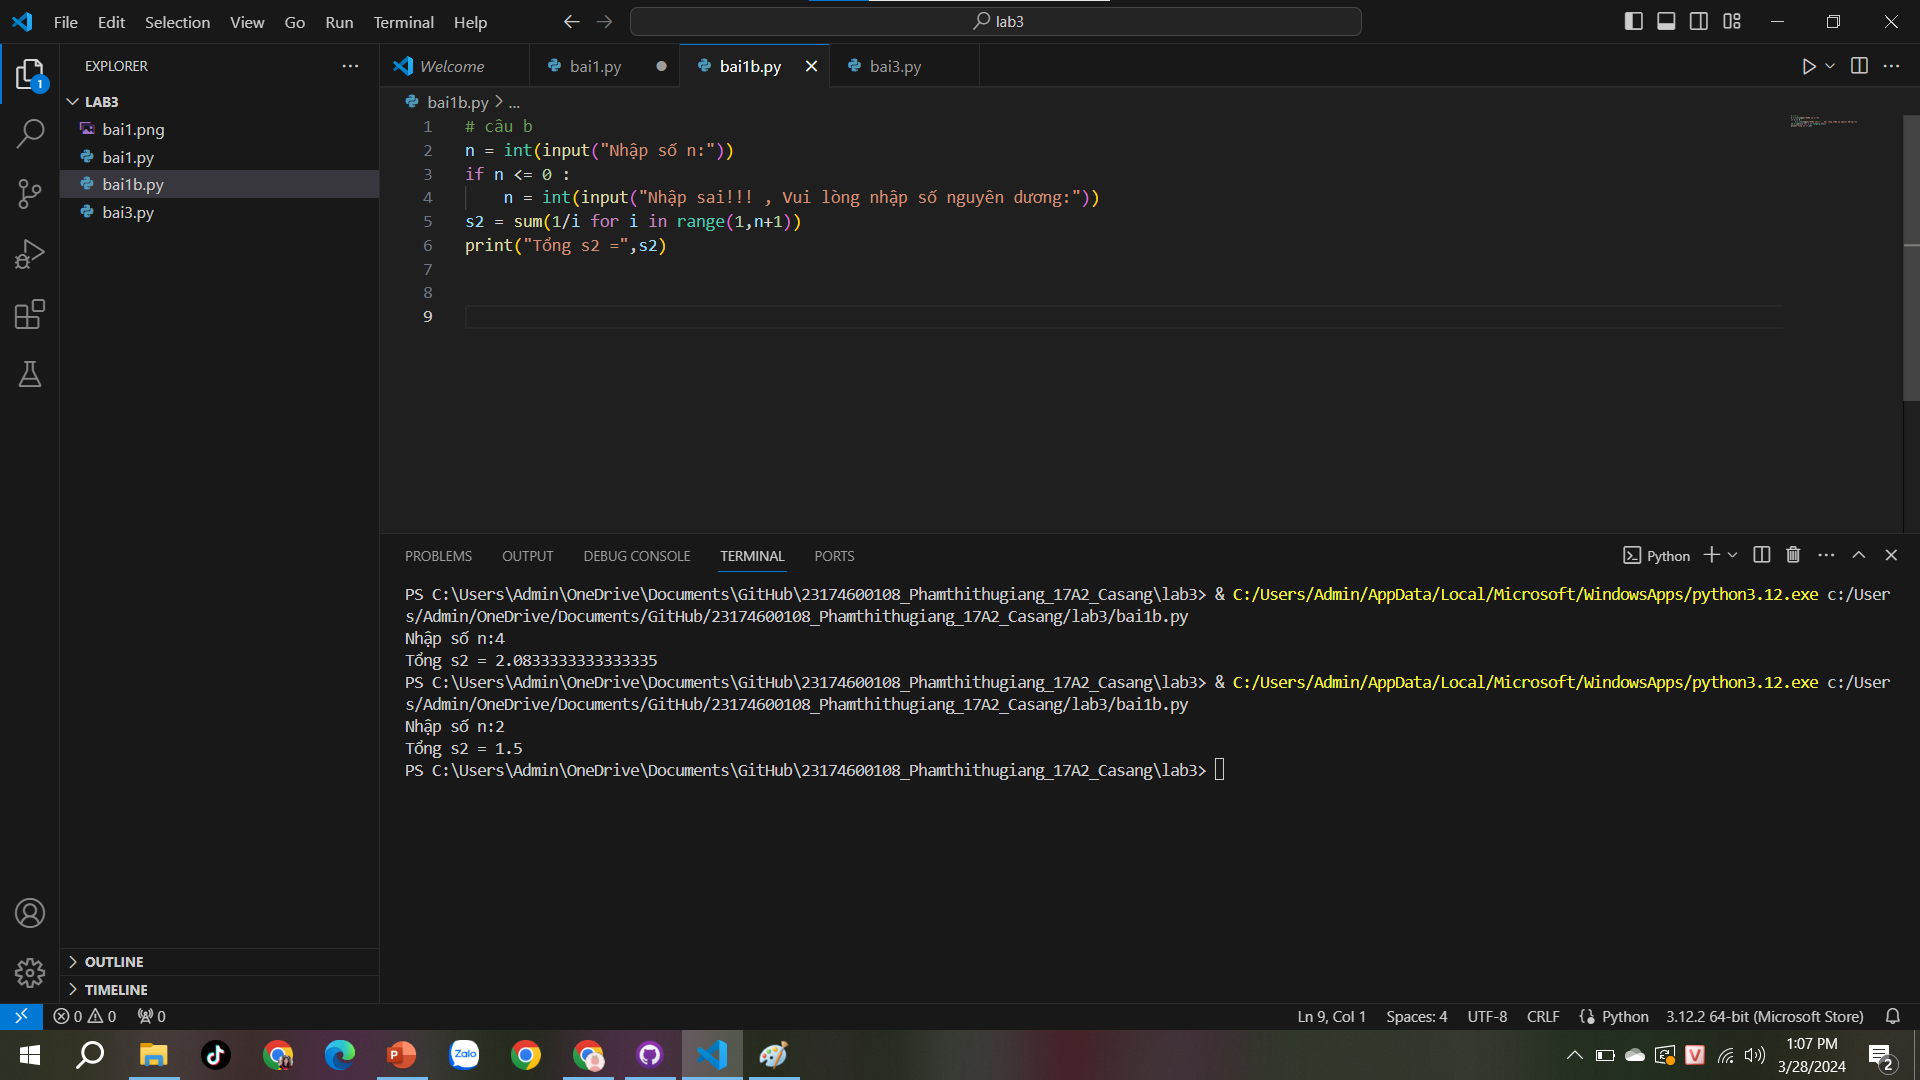 File Edit Selection View Go Run Terminal Help
lab3
EXPLORER
Welcome
bai1.py
bai1b.py
bai3.py
1
LAB3
bai1.png
bai1.py
bai1b.py
bai3.py
bai1b.py > ...
1 # câu b
2 n = int(input("Nhập số n:"))
3 if n <= 0 :
4 n = int(input("Nhập sai!!! , Vui lòng nhập số nguyên dương:"))
5 s2 = sum(1/i for i in range(1,n+1))
6 print("Tổng s2 =",s2)
7
8
9
PROBLEMS OUTPUT DEBUG CONSOLE TERMINAL PORTS
Python
PS C:\Users\Admin\OneDrive\Documents\GitHub\23174600108_Phamthithugiang_17A2_Casang\lab3> & C:/Users/Admin/AppData/Local/Microsoft/WindowsApps/python3.12.exe c:/User
s/Admin/OneDrive/Documents/GitHub/23174600108_Phamthithugiang_17A2_Casang/lab3/bai1b.py
Nhập số n:4
Tổng s2 = 2.0833333333333335
PS C:\Users\Admin\OneDrive\Documents\GitHub\23174600108_Phamthithugiang_17A2_Casang\lab3> & C:/Users/Admin/AppData/Local/Microsoft/WindowsApps/python3.12.exe c:/User
s/Admin/OneDrive/Documents/GitHub/23174600108_Phamthithugiang_17A2_Casang/lab3/bai1b.py
Nhập số n:2
Tổng s2 = 1.5
PS C:\Users\Admin\OneDrive\Documents\GitHub\23174600108_Phamthithugiang_17A2_Casang\lab3>
OUTLINE
TIMELINE
0 0 0
Ln 9, Col 1 Spaces: 4 UTF-8 CRLF Python 3.12.2 64-bit (Microsoft Store)
Zalo
V
1:07 PM
3/28/2024
2